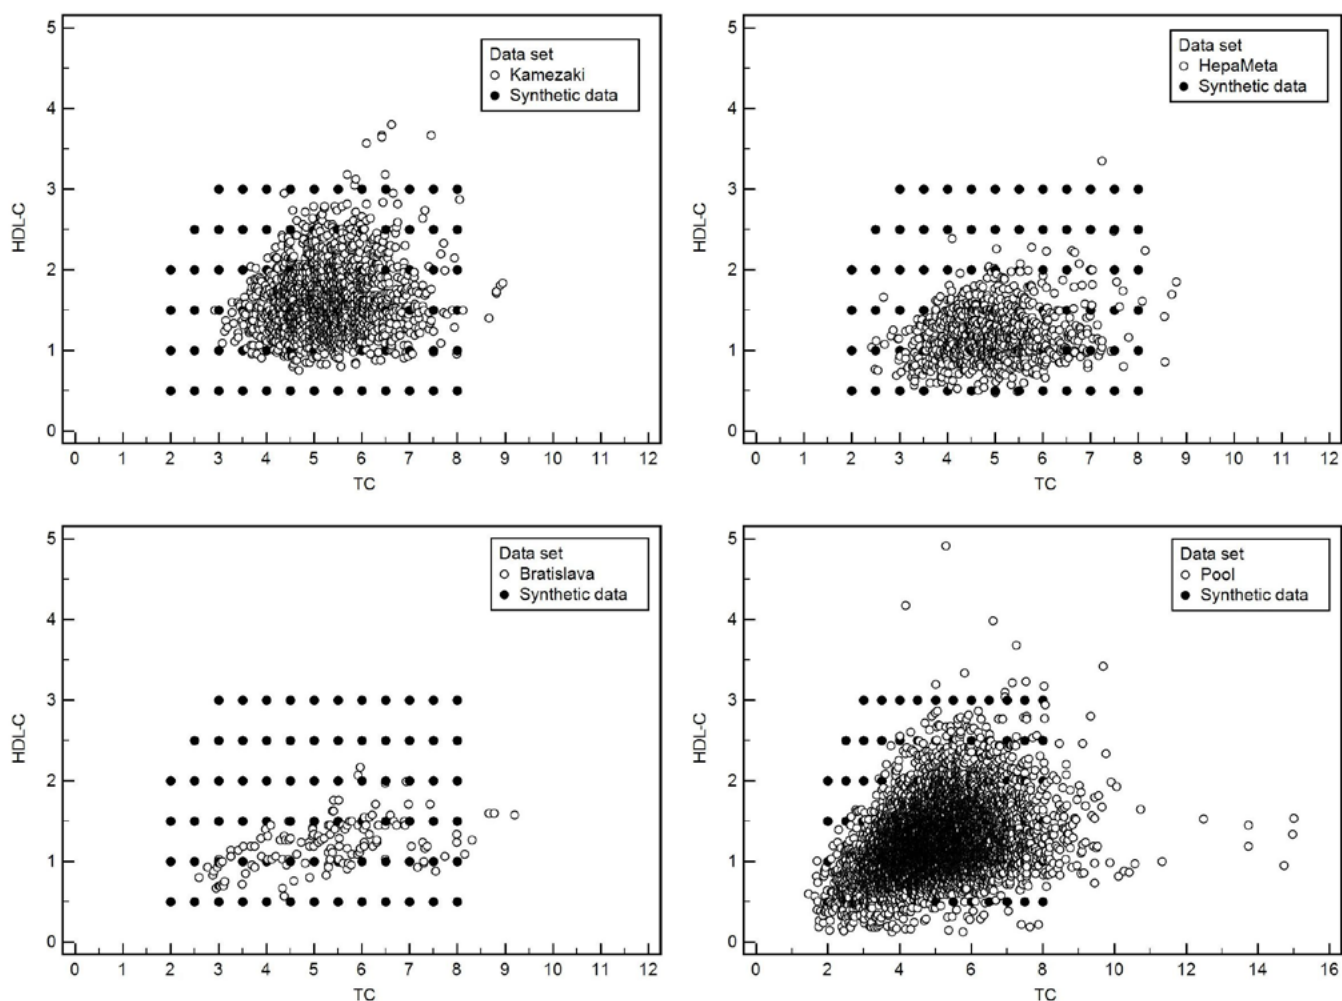 Data set
Kamezaki
Synthetic data
HDL-C
5
4
3
2
1
0
0 1 2 3 4 5 6 7 8 9 10 11 12
TC
Data set
HepaMeta
Synthetic data
HDL-C
5
4
3
2
1
0
0 1 2 3 4 5 6 7 8 9 10 11 12
TC
Data set
Bratislava
Synthetic data
HDL-C
5
4
3
2
1
0
0 1 2 3 4 5 6 7 8 9 10 11 12
TC
Data set
Pool
Synthetic data
HDL-C
5
4
3
2
1
0
0 2 4 6 8 10 12 14 16
TC